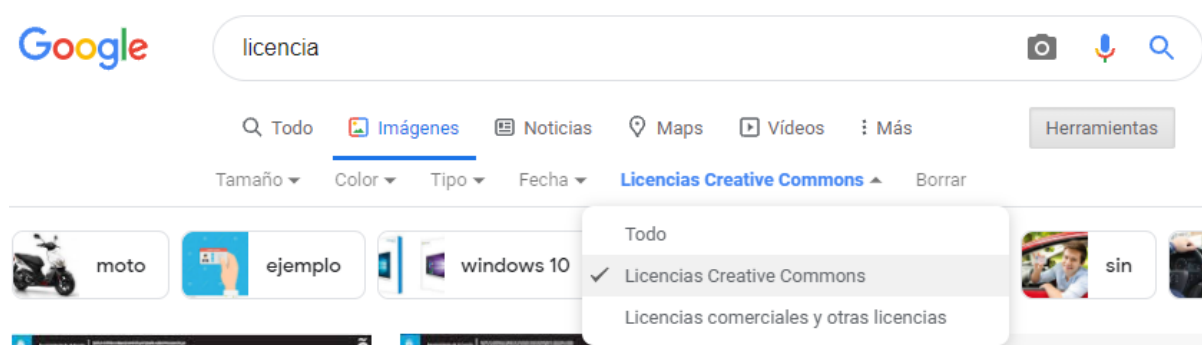 Google
licencia
Todo Imágenes Noticias Maps Vídeos Más Herramientas
Tamaño Color Tipo Fecha Licencias Creative Commons Borrar
Todo
Licencias Creative Commons
Licencias comerciales y otras licencias
moto ejemplo windows 10 sin